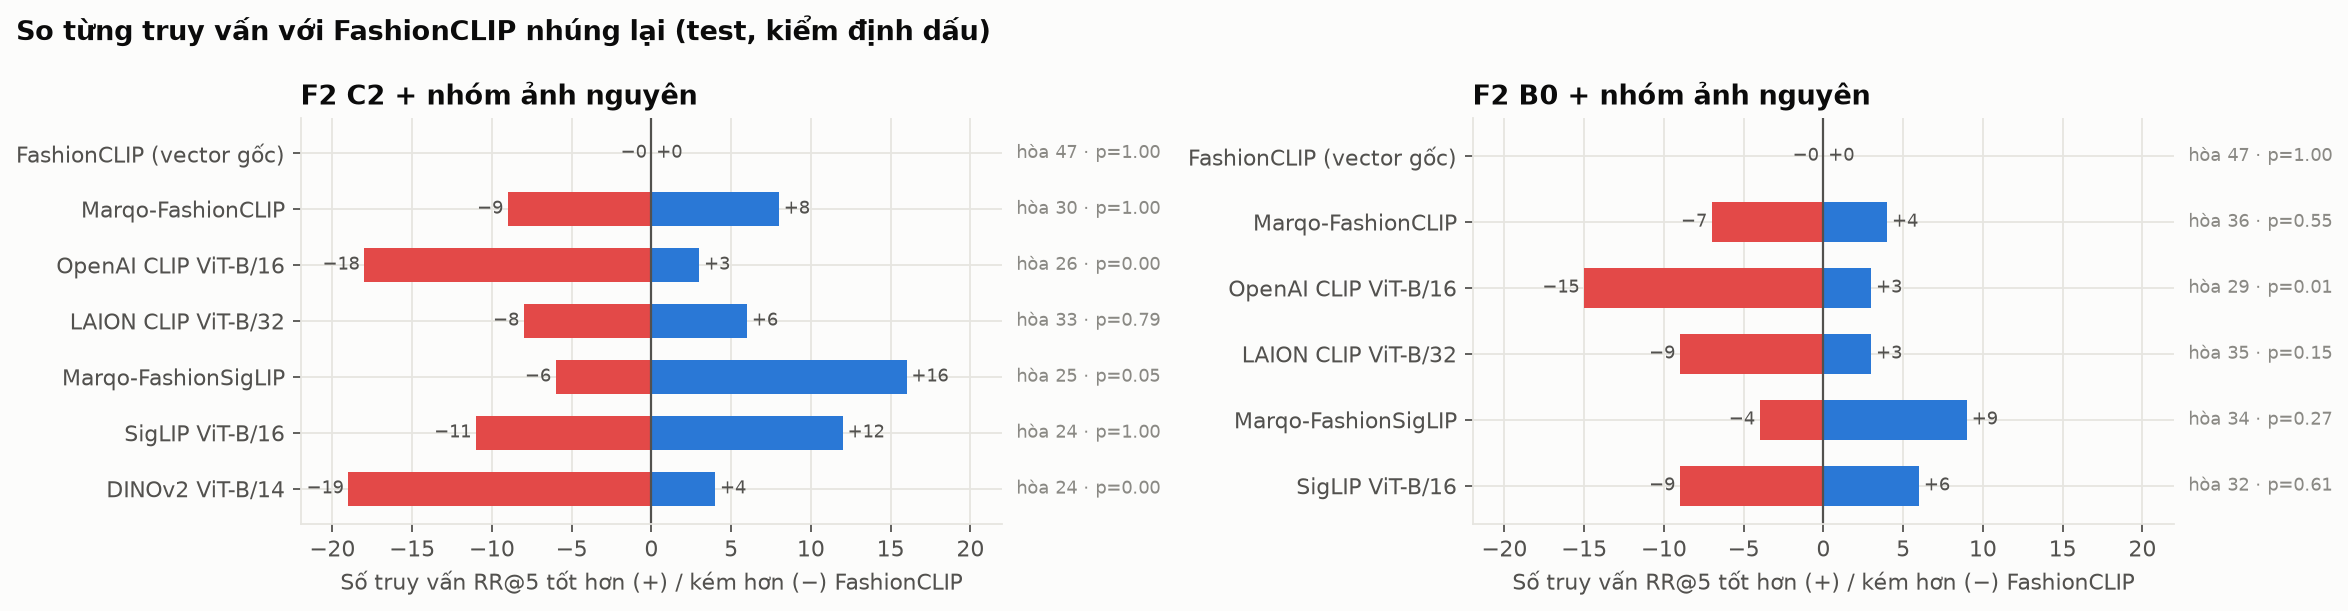 So từng truy vấn với FashionCLIP nhúng lại (test, kiểm định dấu)
F2 C2 + nhóm ảnh nguyên
FashionCLIP (vector gốc) −0 +0 hòa 47 · p=1.00
Marqo-FashionCLIP −9 +8 hòa 30 · p=1.00
OpenAI CLIP ViT-B/16 −18 +3 hòa 26 · p=0.00
LAION CLIP ViT-B/32 −8 +6 hòa 33 · p=0.79
Marqo-FashionSigLIP −6 +16 hòa 25 · p=0.05
SigLIP ViT-B/16 −11 +12 hòa 24 · p=1.00
DINOv2 ViT-B/14 −19 +4 hòa 24 · p=0.00
−20 −15 −10 −5 0 5 10 15 20
Số truy vấn RR@5 tốt hơn (+) / kém hơn (−) FashionCLIP
F2 B0 + nhóm ảnh nguyên
FashionCLIP (vector gốc) −0 +0 hòa 47 · p=1.00
Marqo-FashionCLIP −7 +4 hòa 36 · p=0.55
OpenAI CLIP ViT-B/16 −15 +3 hòa 29 · p=0.01
LAION CLIP ViT-B/32 −9 +3 hòa 35 · p=0.15
Marqo-FashionSigLIP −4 +9 hòa 34 · p=0.27
SigLIP ViT-B/16 −9 +6 hòa 32 · p=0.61
−20 −15 −10 −5 0 5 10 15 20
Số truy vấn RR@5 tốt hơn (+) / kém hơn (−) FashionCLIP